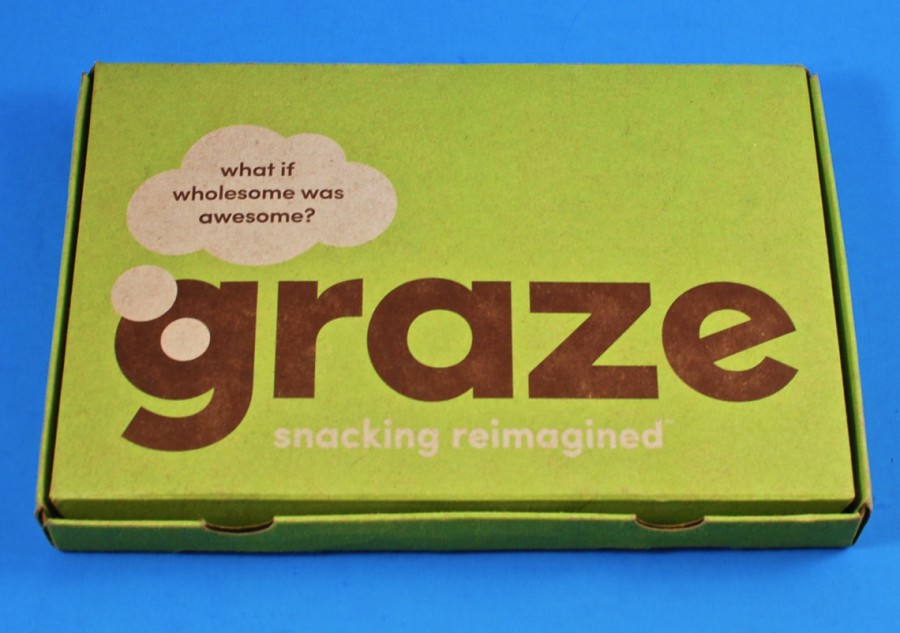 what if
wholesome was
awesome?
graze
snacking reimagined™